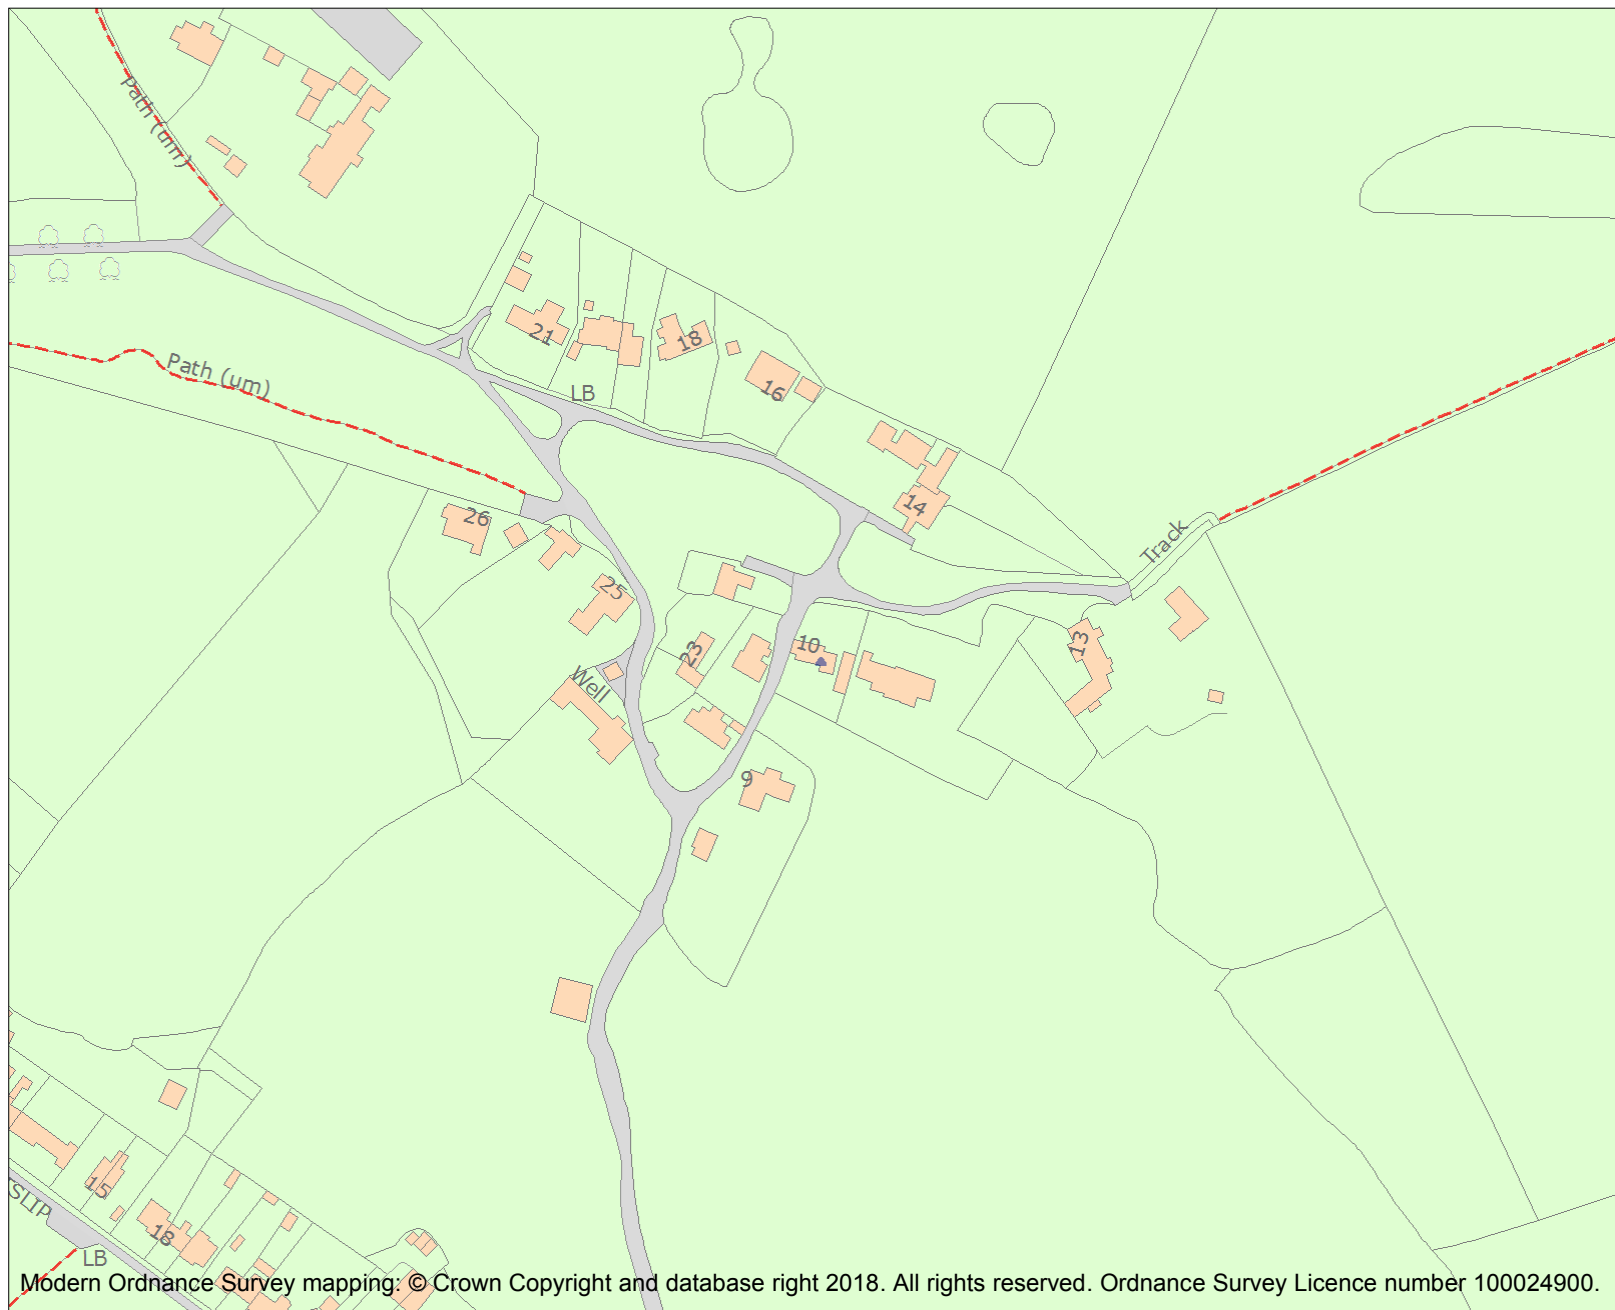 Path (um)
Path (um)
21
18
LB
16
26
14
Track
25
23
10
13
Well
9
15
ISLIP
18
LB
Modern Ordnance Survey mapping: © Crown Copyright and database right 2018. All rights reserved. Ordnance Survey Licence number 100024900.